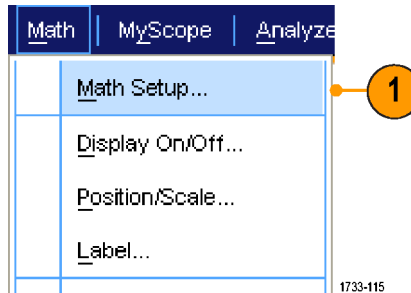 Math MyScope Analyze
Math Setup... 1
Display On/Off...
Position/Scale...
Label...
1733-115